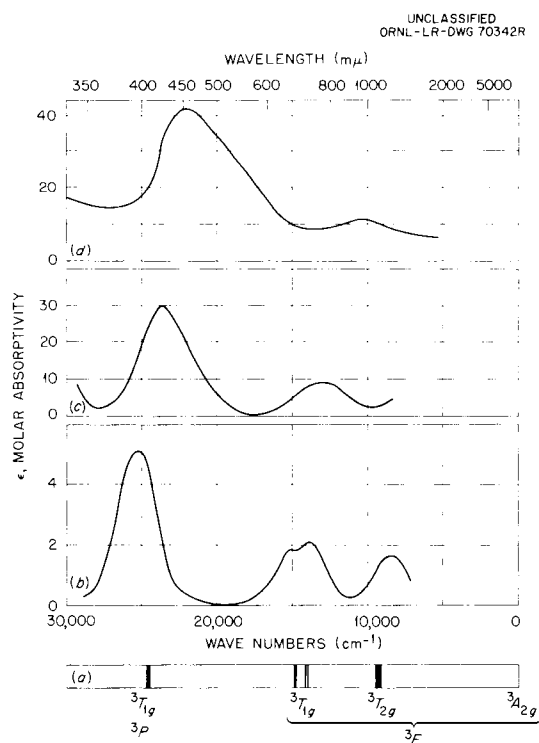 UNCLASSIFIED
ORNL-LR-DWG 70342R
WAVELENGTH (mμ)
350 400 450 500 600 800 1000 2000 5000
40
20
0
(d)
30
20
10
0
(c)
4
2
0
(b)
ϵ, MOLAR ABSORPTIVITY
30,000 20,000 10,000 0
WAVE NUMBERS (cm⁻¹)
(a)
³T₁g ³T₁g ³T₂g ³A₂g
³P ³F